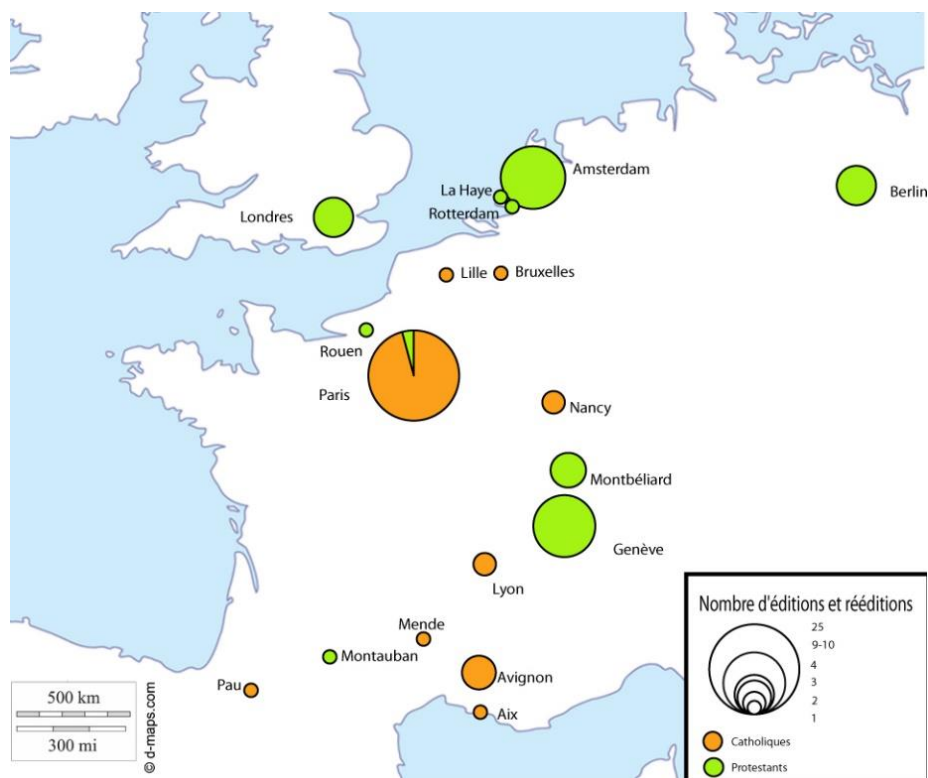 Amsterdam
La Haye
Rotterdam
Berlin
Londres
Lille
Bruxelles
Rouen
Paris
Nancy
Montbéliard
Genève
Lyon
Mende
Montauban
Avignon
Pau
Aix
500 km
300 mi
© d-maps.com
Nombre d'éditions et rééditions
25
9-10
4
3
2
1
Catholiques
Protestants